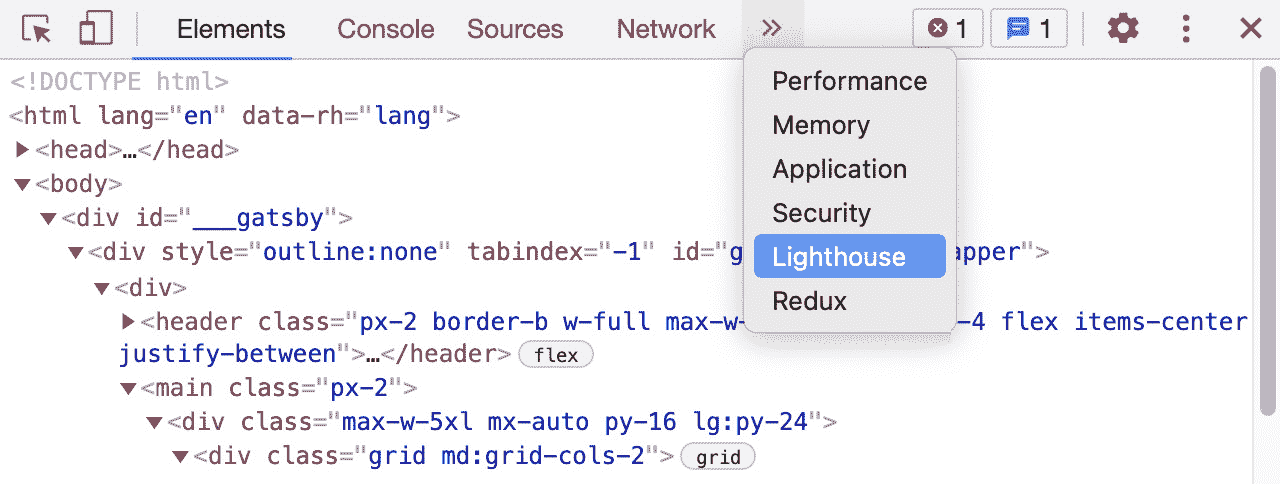 Elements Console Sources Network » 1 1
Performance
Memory
Application
Security
Lighthouse
Redux
<!DOCTYPE html>
<html lang="en" data-rh="lang">
▶<head>…</head>
▼<body>
▼<div id="___gatsby">
▼<div style="outline:none" tabindex="-1" id="g apper">
▼<div>
▶<header class="px-2 border-b w-full max-w- -4 flex items-center
justify-between">…</header> flex
▼<main class="px-2">
▼<div class="max-w-5xl mx-auto py-16 lg:py-24">
▼<div class="grid md:grid-cols-2"> grid